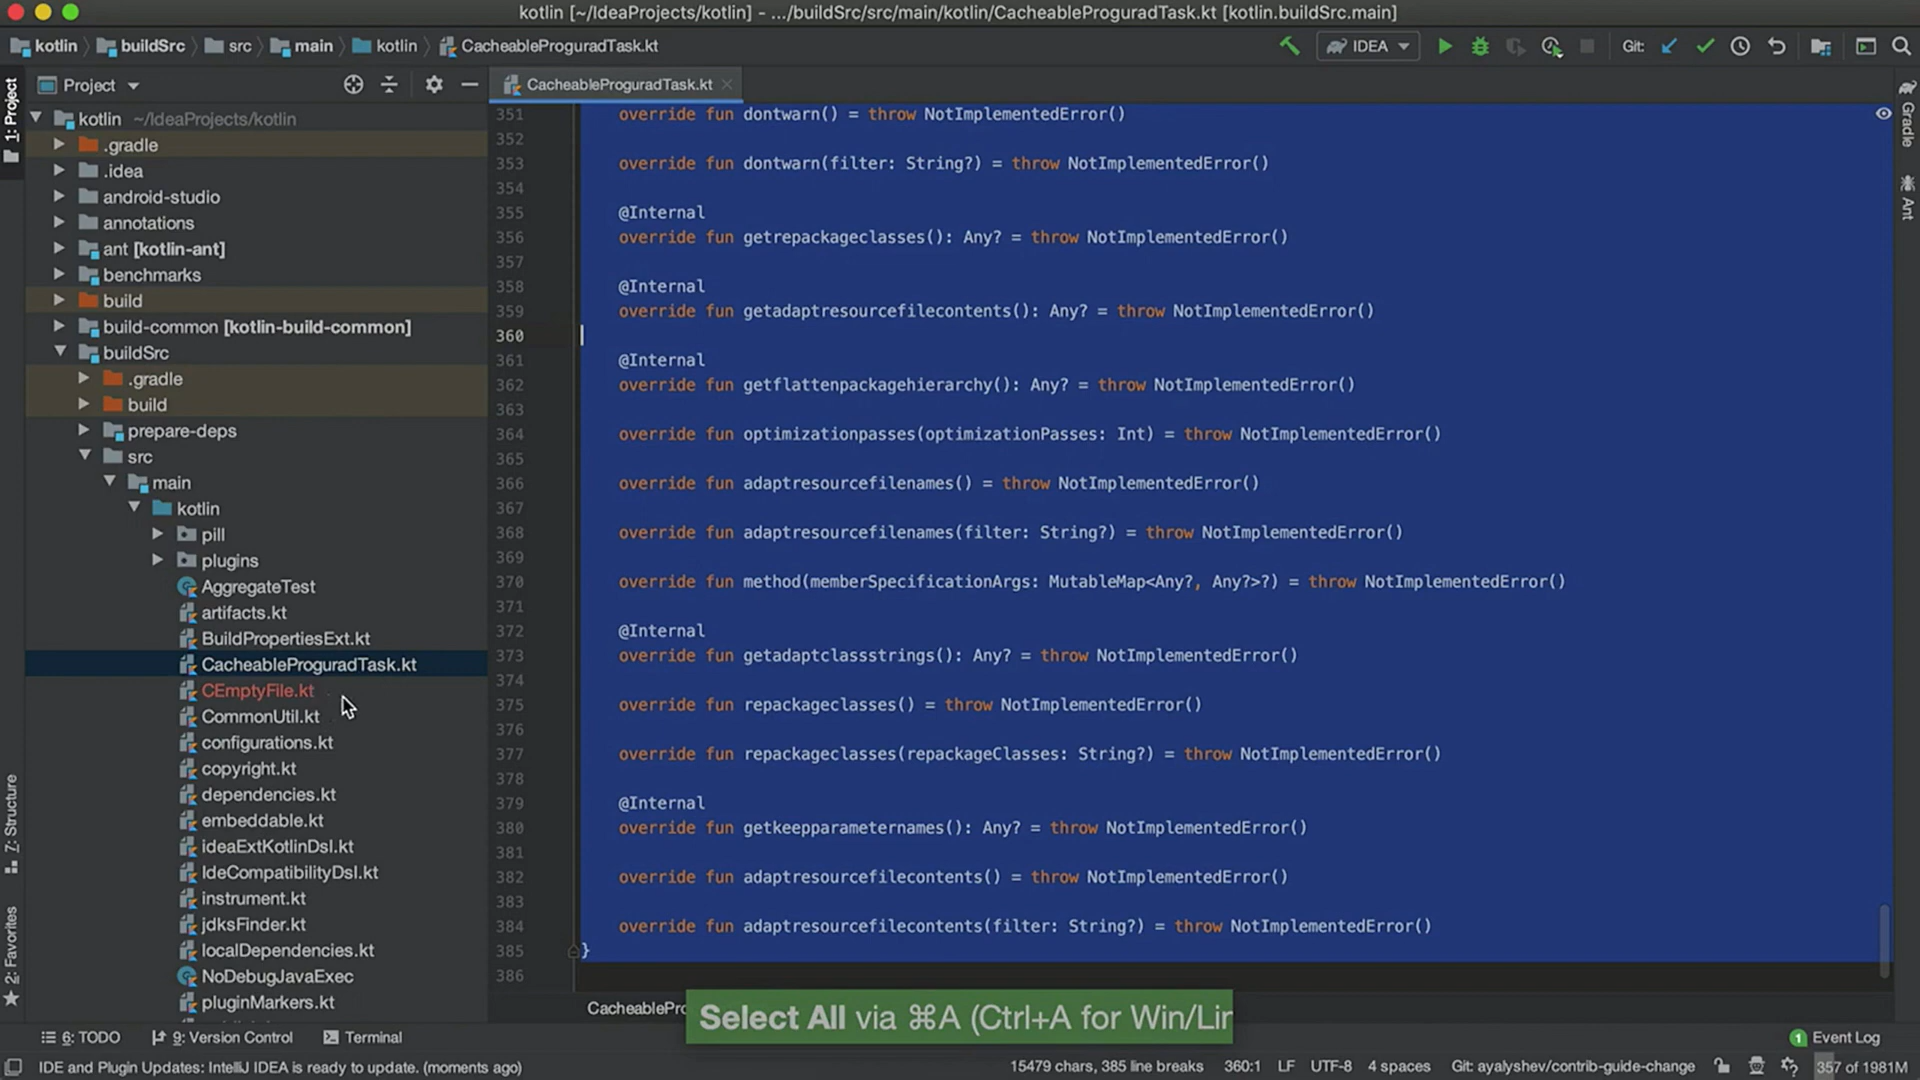 kotlin [~/IdeaProjects/kotlin] - .../buildSrc/src/main/kotlin/CacheableProguradTask.kt [kotlin.buildSrc.main]
kotlin buildSrc src main kotlin CacheableProguradTask.kt IDEA Git:
1: Project
Project
kotlin ~/IdeaProjects/kotlin
.gradle
.idea
android-studio
annotations
ant [kotlin-ant]
benchmarks
build
build-common [kotlin-build-common]
buildSrc
.gradle
build
prepare-deps
src
main
kotlin
pill
plugins
AggregateTest
artifacts.kt
BuildPropertiesExt.kt
CacheableProguradTask.kt
CEmptyFile.kt
CommonUtil.kt
configurations.kt
copyright.kt
dependencies.kt
embeddable.kt
ideaExtKotlinDsl.kt
IdeCompatibilityDsl.kt
instrument.kt
jdksFinder.kt
localDependencies.kt
NoDebugJavaExec
pluginMarkers.kt
7: Structure
2: Favorites
CacheableProguradTask.kt
351 override fun dontwarn() = throw NotImplementedError()
352
353 override fun dontwarn(filter: String?) = throw NotImplementedError()
354
355 @Internal
356 override fun getrepackageclasses(): Any? = throw NotImplementedError()
357
358 @Internal
359 override fun getadaptresourcefilecontents(): Any? = throw NotImplementedError()
360
361 @Internal
362 override fun getflattenpackagehierarchy(): Any? = throw NotImplementedError()
363
364 override fun optimizationpasses(optimizationPasses: Int) = throw NotImplementedError()
365
366 override fun adaptresourcefilenames() = throw NotImplementedError()
367
368 override fun adaptresourcefilenames(filter: String?) = throw NotImplementedError()
369
370 override fun method(memberSpecificationArgs: MutableMap<Any?, Any?>?) = throw NotImplementedError()
371
372 @Internal
373 override fun getadaptclassstrings(): Any? = throw NotImplementedError()
374
375 override fun repackageclasses() = throw NotImplementedError()
376
377 override fun repackageclasses(repackageClasses: String?) = throw NotImplementedError()
378
379 @Internal
380 override fun getkeepparameternames(): Any? = throw NotImplementedError()
381
382 override fun adaptresourcefilecontents() = throw NotImplementedError()
383
384 override fun adaptresourcefilecontents(filter: String?) = throw NotImplementedError()
385 }
386
CacheablePro
Select All via ⌘A (Ctrl+A for Win/Lir
Gradle
Ant
6: TODO 9: Version Control Terminal 1 Event Log
IDE and Plugin Updates: IntelliJ IDEA is ready to update. (moments ago) 15479 chars, 385 line breaks 360:1 LF UTF-8 4 spaces Git: ayalyshev/contrib-guide-change 357 of 1981M